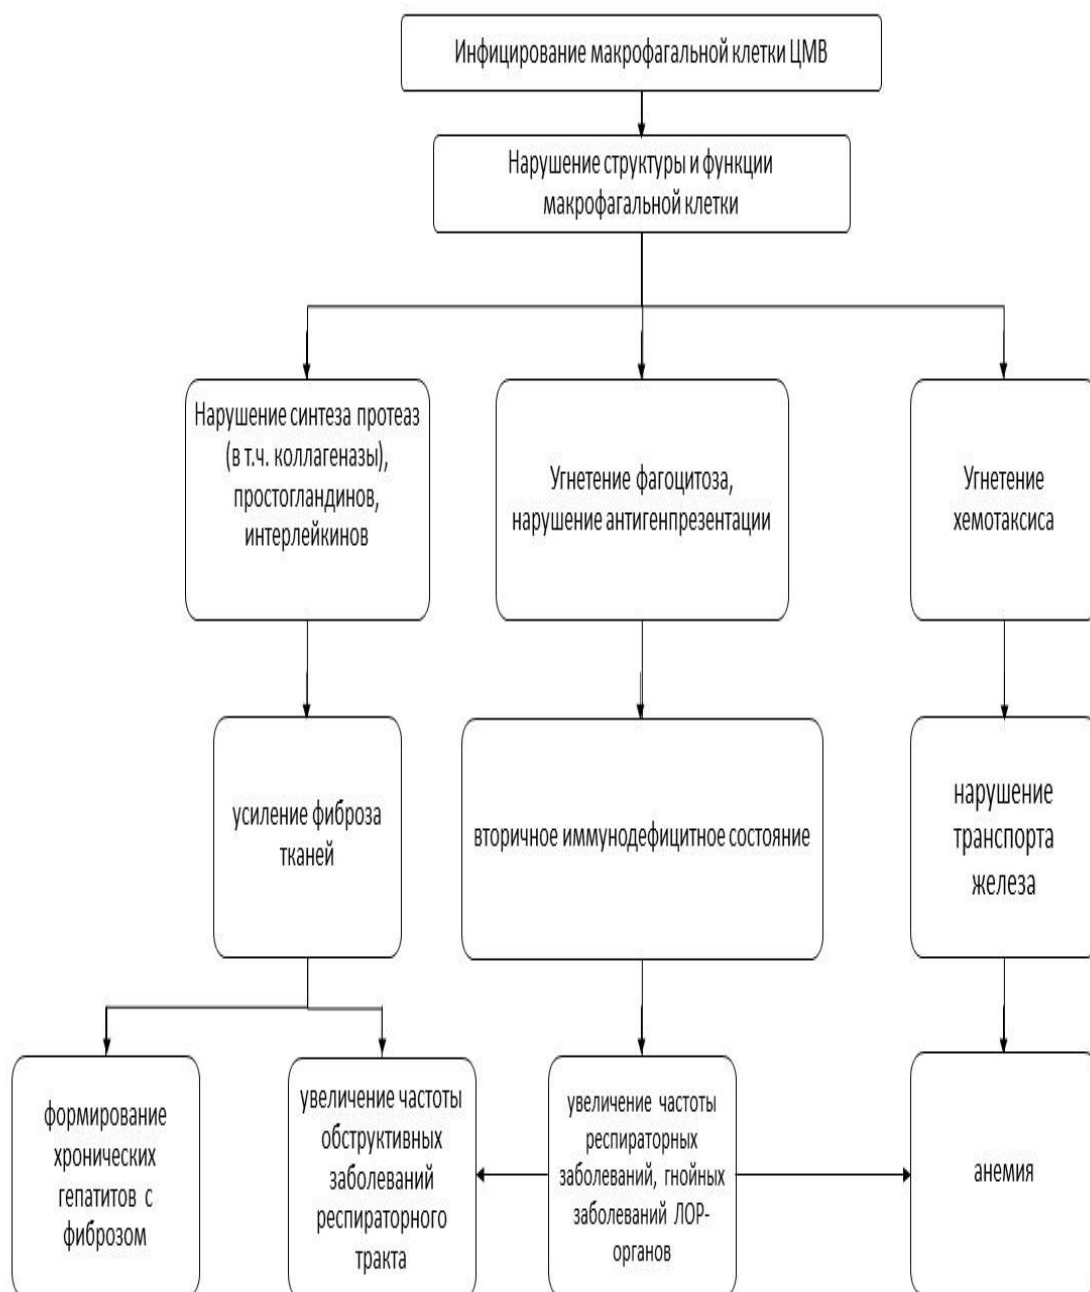 Инфицирование макрофагальной клетки ЦМВ
Нарушение структуры и функции
макрофагальной клетки
Нарушение синтеза протеаз
(в т.ч. коллагеназы),
простогландинов,
интерлейкинов
Угнетение фагоцитоза,
нарушение антигенпрезентации
Угнетение
хемотаксиса
усиление фиброза
тканей
вторичное иммунодефицитное состояние
нарушение
транспорта
железа
формирование
хронических
гепатитов с
фиброзом
увеличение частоты
обструктивных
заболеваний
респираторного
тракта
увеличение частоты
респираторных
заболеваний, гнойных
заболеваний ЛОР-
органов
анемия